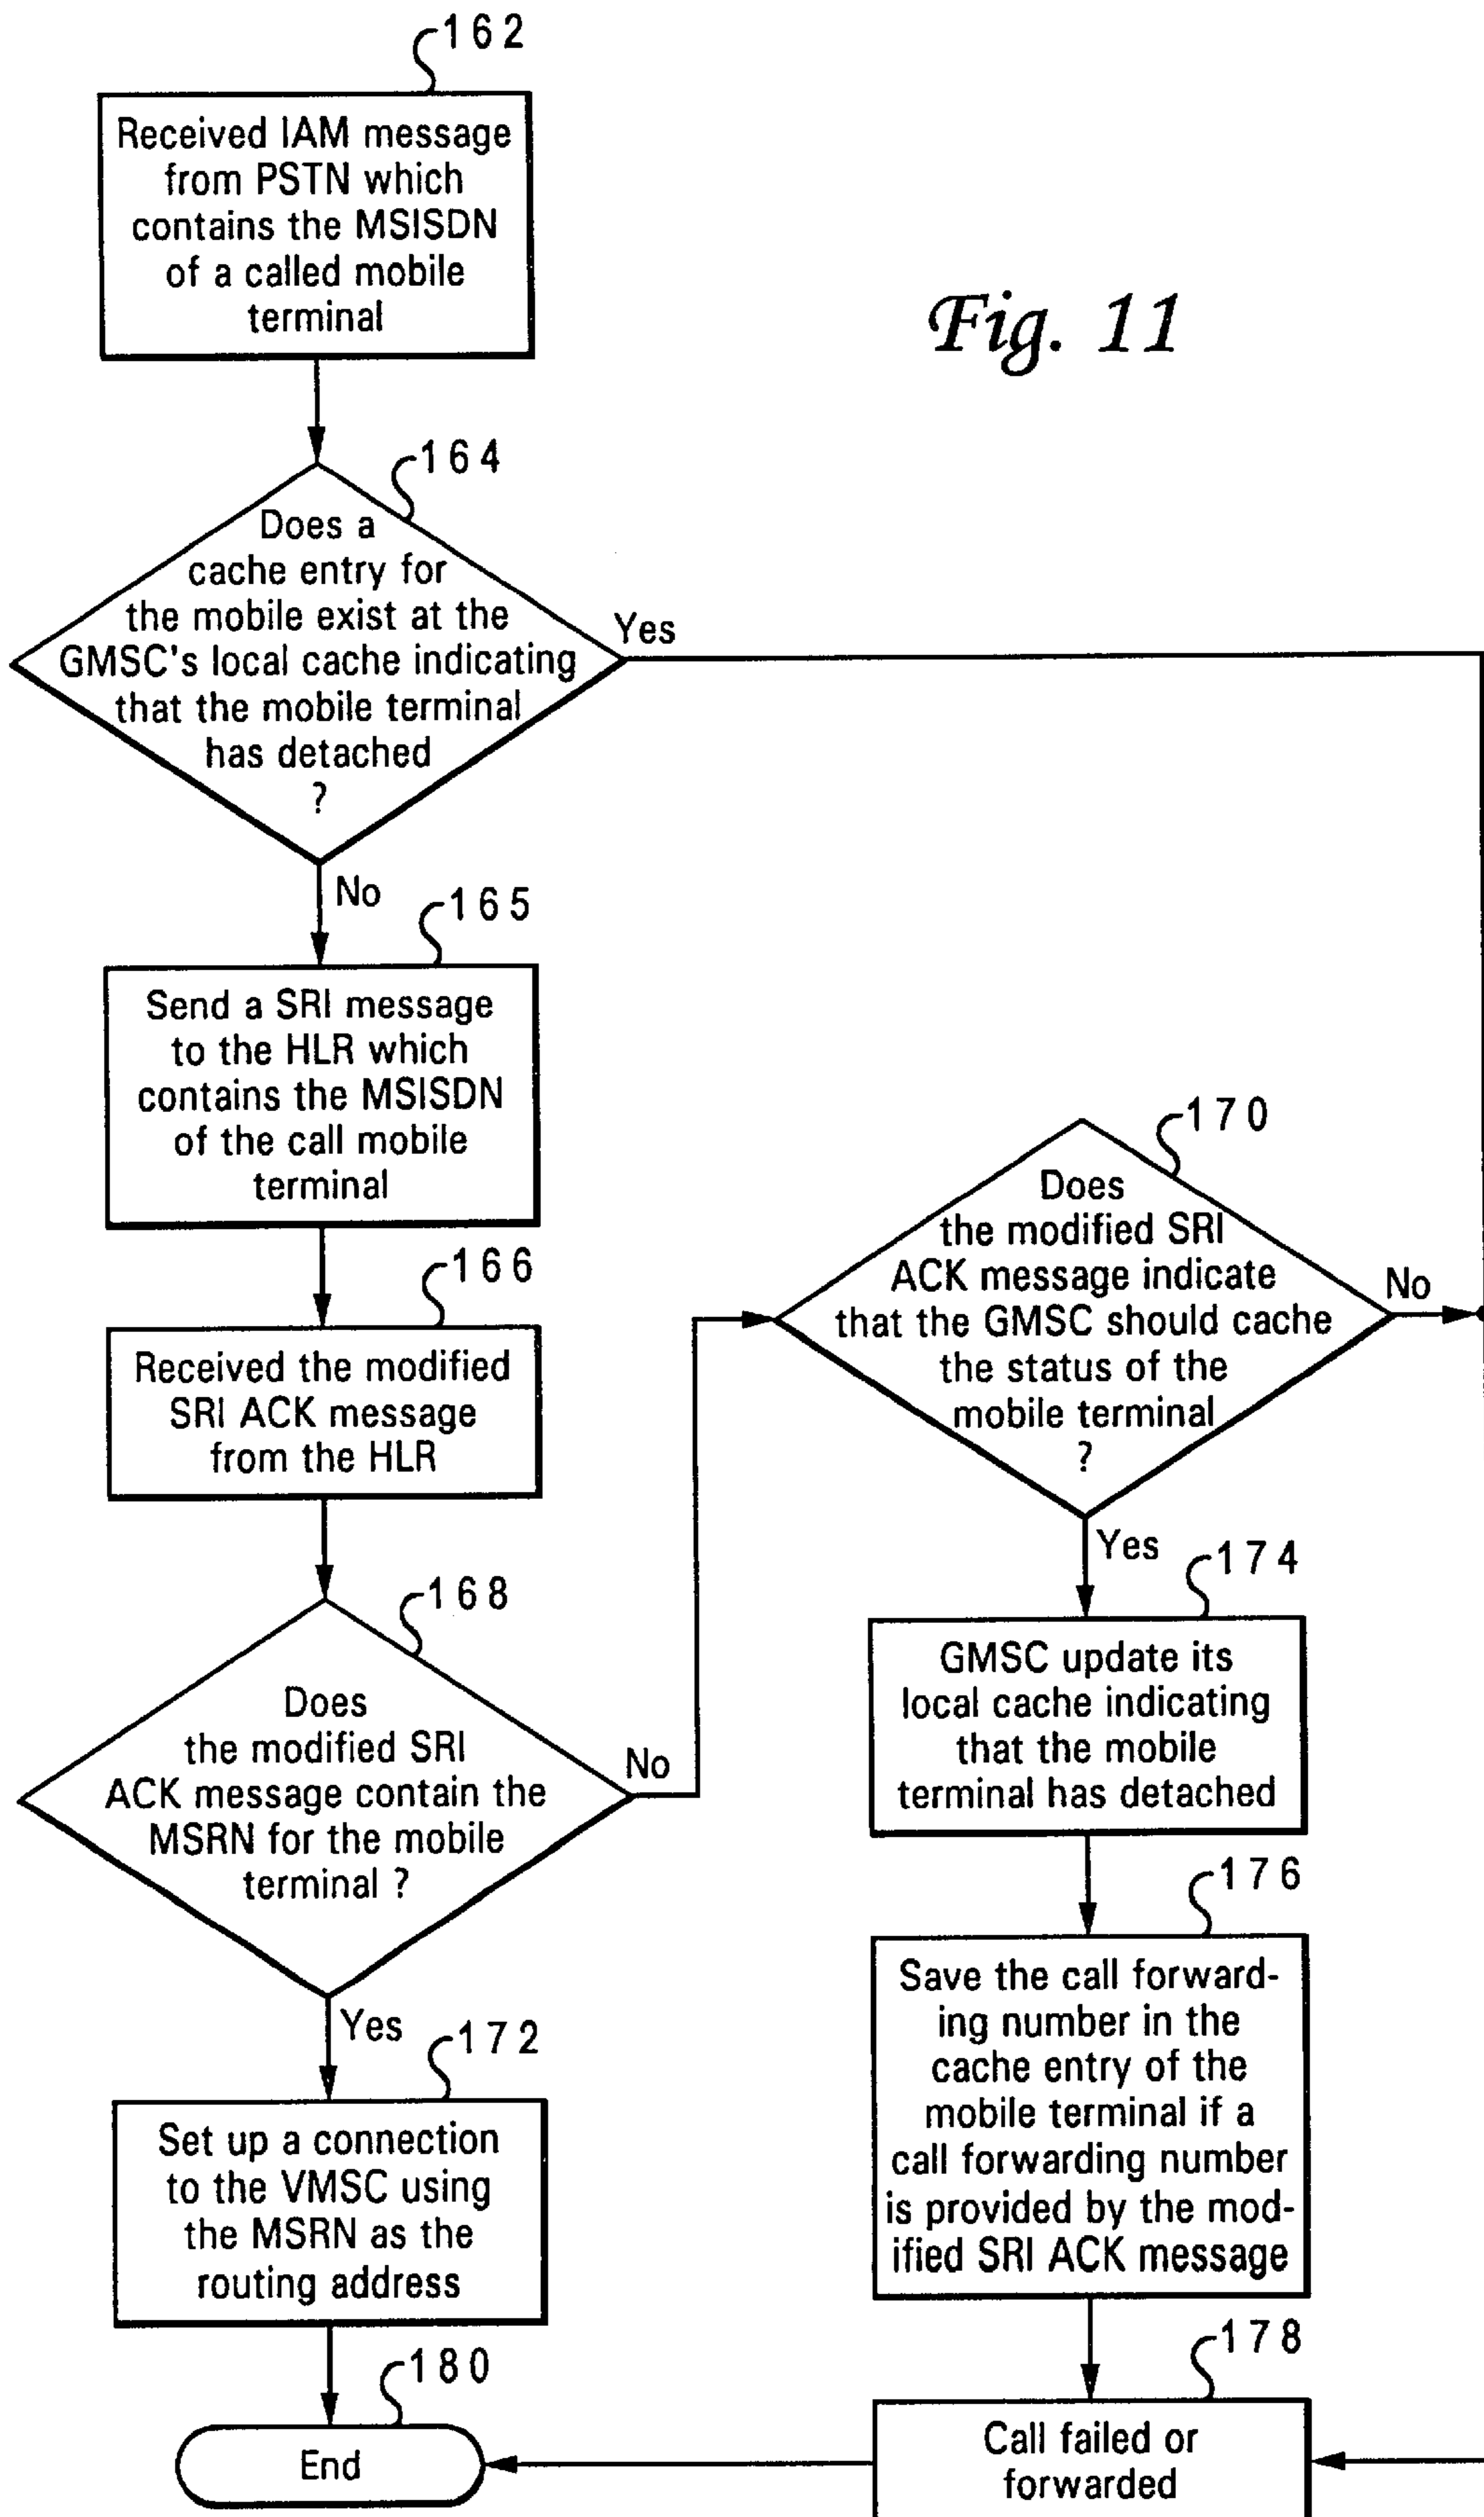 162
Received IAM message
from PSTN which
contains the MSISDN
of a called mobile
terminal
Fig. 11
164
Does a
cache entry for
the mobile exist at the
GMSC's local cache indicating
that the mobile terminal
has detached
?
Yes
No
165
Send a SRI message
to the HLR which
contains the MSISDN
of the call mobile
terminal
166
Received the modified
SRI ACK message
from the HLR
168
Does
the modified SRI
ACK message contain the
MSRN for the mobile
terminal ?
No
Yes
172
Set up a connection
to the VMSC using
the MSRN as the
routing address
180
End
170
Does
the modified SRI
ACK message indicate
that the GMSC should cache
the status of the
mobile terminal
?
No
Yes
174
GMSC update its
local cache indicating
that the mobile
terminal has detached
176
Save the call forward-
ing number in the
cache entry of the
mobile terminal if a
call forwarding number
is provided by the mod-
ified SRI ACK message
178
Call failed or
forwarded